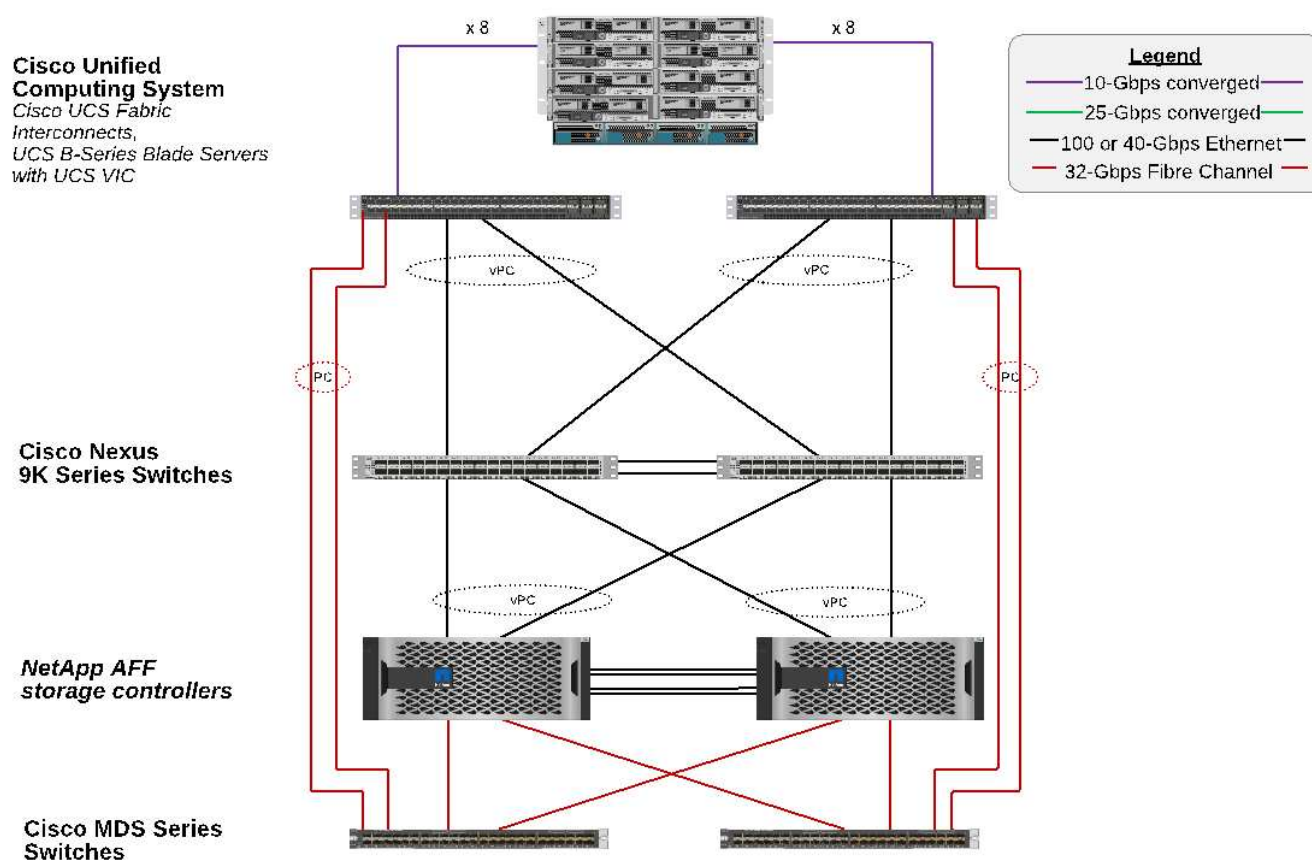 x 8
x 8
Cisco Unified
Computing System
Cisco UCS Fabric
Interconnects,
UCS B-Series Blade Servers
with UCS VIC
Legend
10-Gbps converged
25-Gbps converged
100 or 40-Gbps Ethernet
32-Gbps Fibre Channel
vPC
vPC
PC
PC
Cisco Nexus
9K Series Switches
vPC
vPC
NetApp AFF
storage controllers
Cisco MDS Series
Switches